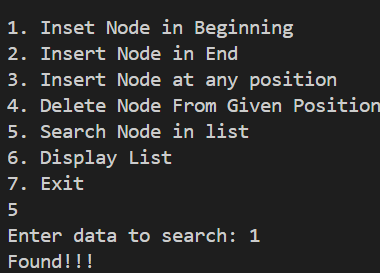 1. Inset Node in Beginning
2. Insert Node in End
3. Insert Node at any position
4. Delete Node From Given Position
5. Search Node in list
6. Display List
7. Exit
5
Enter data to search: 1
Found!!!